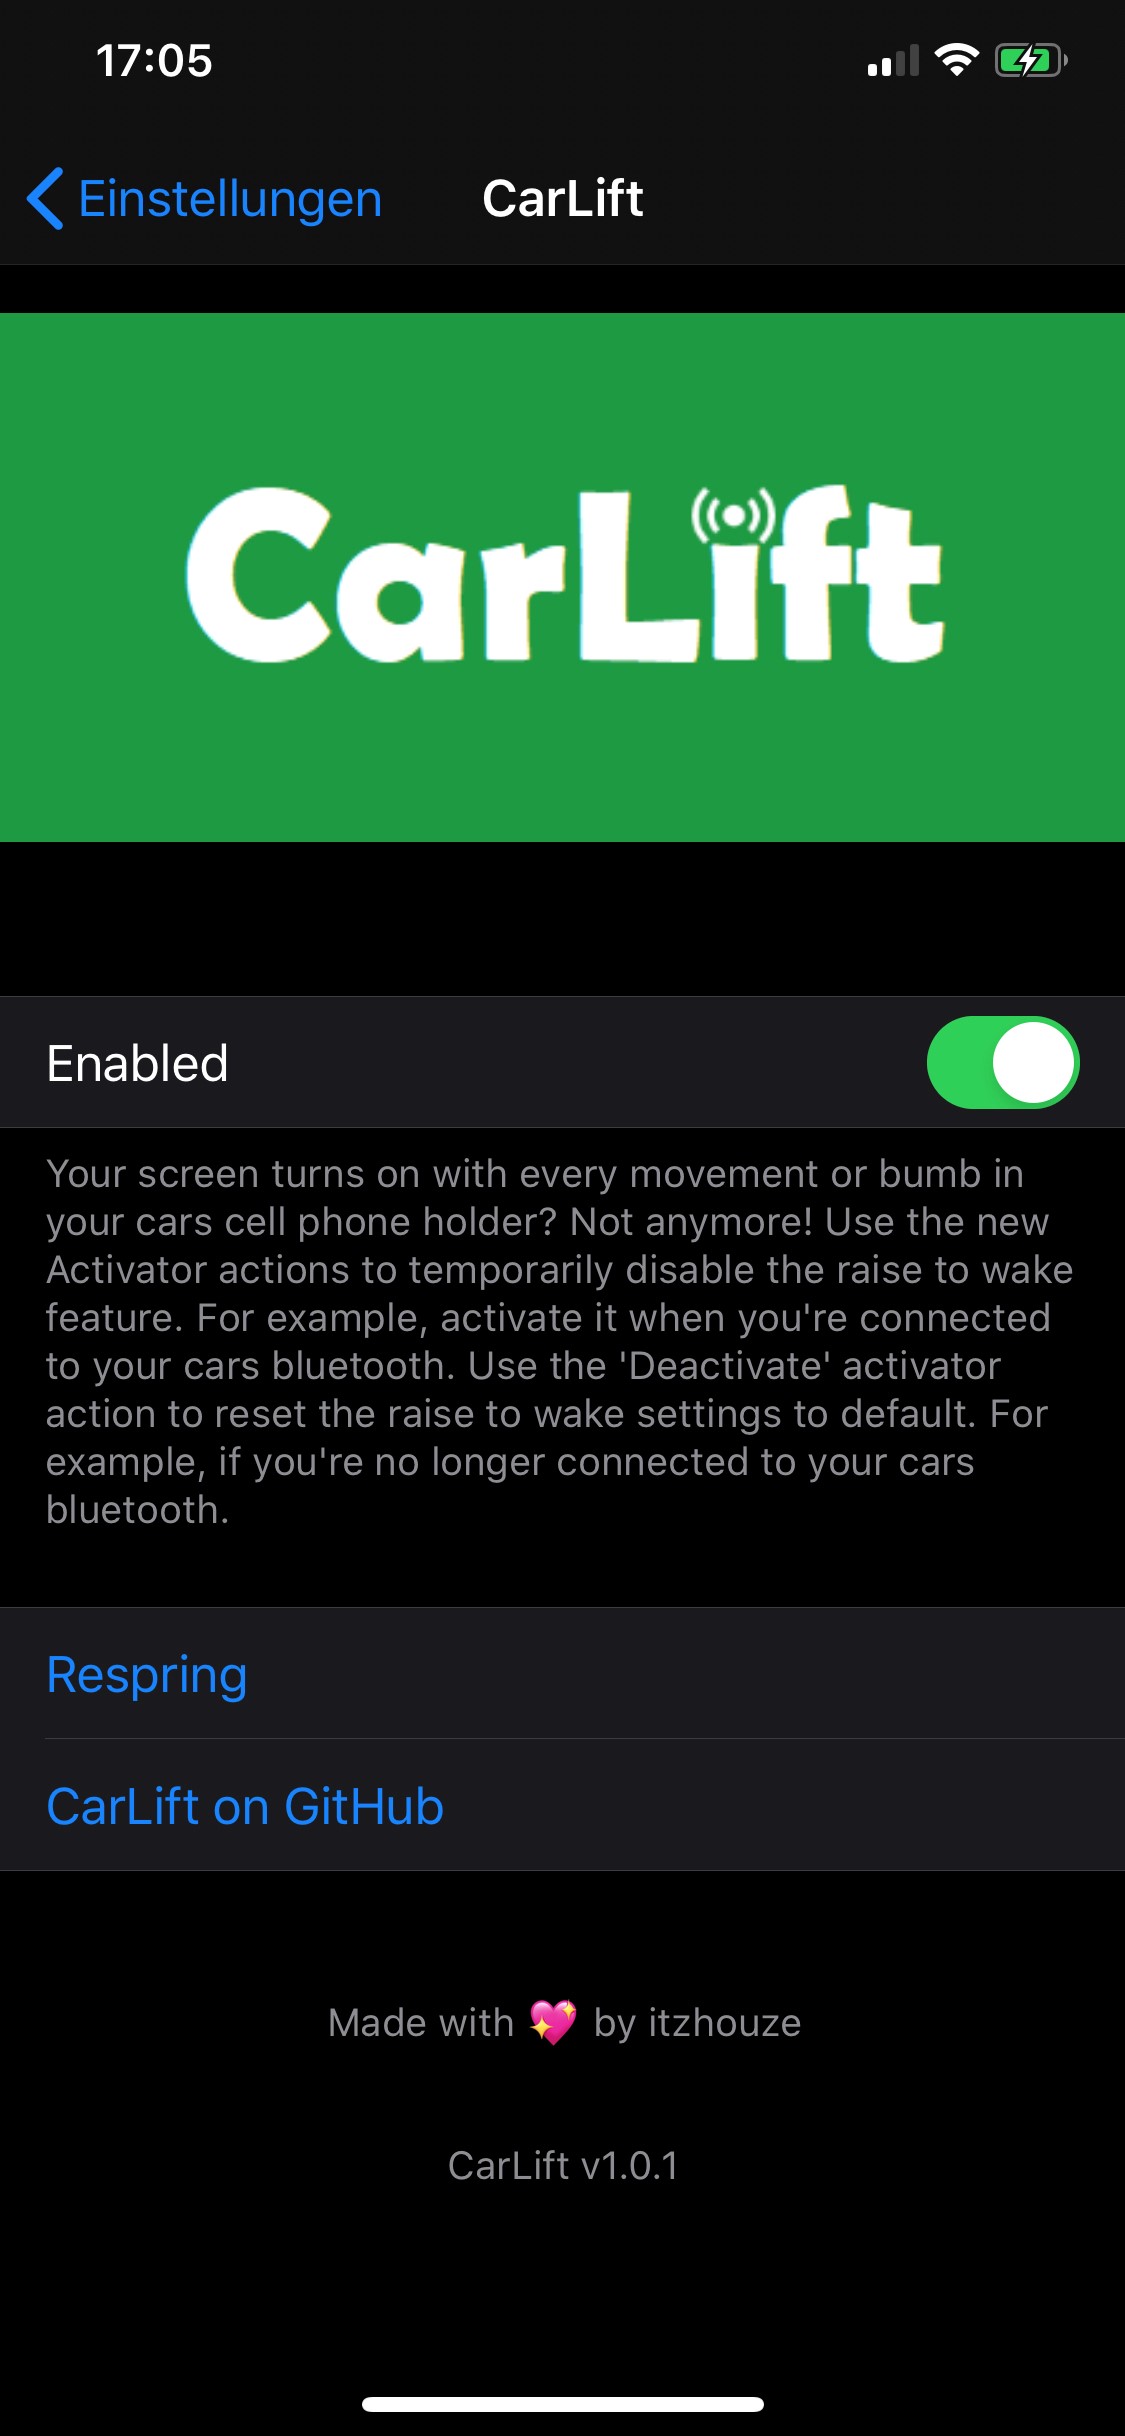 17:05
Einstellungen
CarLift
CarLift
Enabled
Your screen turns on with every movement or bumb in
your cars cell phone holder? Not anymore! Use the new
Activator actions to temporarily disable the raise to wake
feature. For example, activate it when you're connected
to your cars bluetooth. Use the 'Deactivate' activator
action to reset the raise to wake settings to default. For
example, if you're no longer connected to your cars
bluetooth.
Respring
CarLift on GitHub
Made with 💖 by itzhouze
CarLift v1.0.1